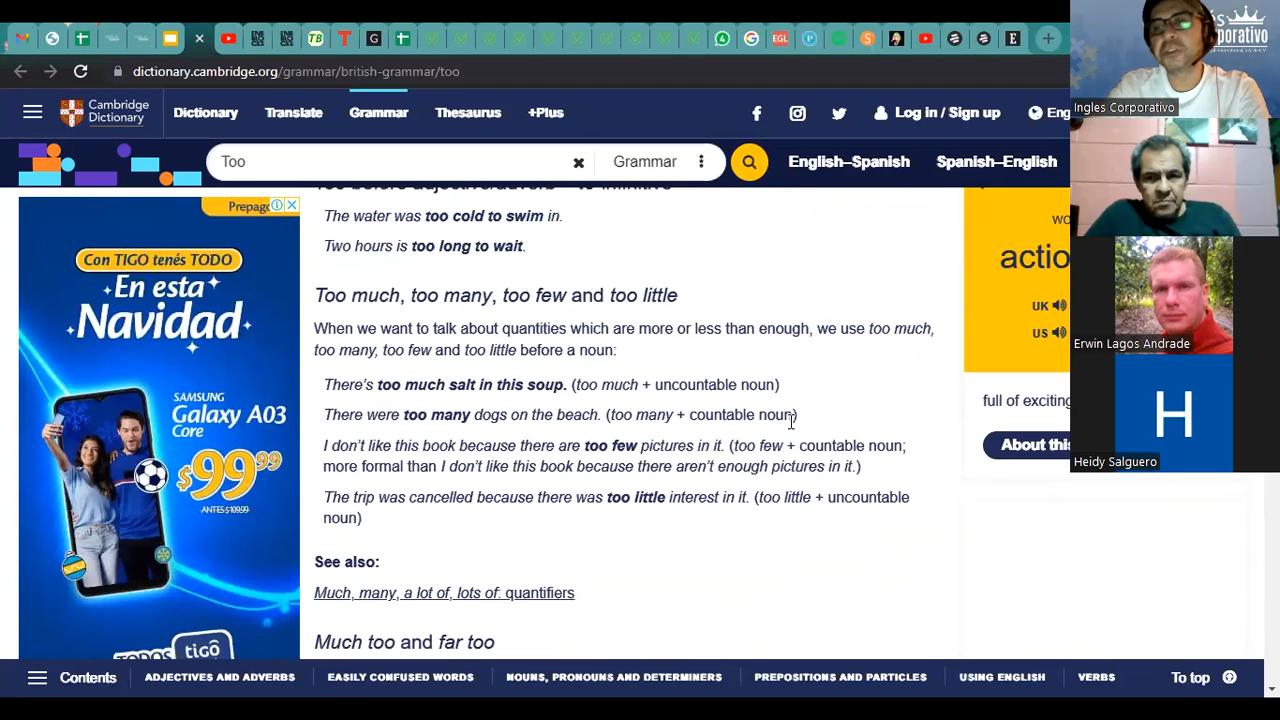 dictionary.cambridge.org/grammar/british-grammar/too
Cambridge
Dictionary
Dictionary
Translate
Grammar
Thesaurus
+Plus
Log in / Sign up
Eng
Too
Grammar
English–Spanish
Spanish–English
The water was too cold to swim in.
Two hours is too long to wait.
Too much, too many, too few and too little
When we want to talk about quantities which are more or less than enough, we use too much,
too many, too few and too little before a noun:
There's too much salt in this soup. (too much + uncountable noun)
There were too many dogs on the beach. (too many + countable noun)
I don't like this book because there are too few pictures in it. (too few + countable noun;
more formal than I don't like this book because there aren't enough pictures in it.)
The trip was cancelled because there was too little interest in it. (too little + uncountable
noun)
See also:
Much, many, a lot of, lots of: quantifiers
Much too and far too
Prepago
Con TIGO tenés TODO
En esta
Navidad
SAMSUNG
Galaxy A03
Core
$99.99
ANTES $109.99
TODOS tigo
wo
actio
UK
US
full of exciting
About this
Contents
ADJECTIVES AND ADVERBS
EASILY CONFUSED WORDS
NOUNS, PRONOUNS AND DETERMINERS
PREPOSITIONS AND PARTICLES
USING ENGLISH
VERBS
To top
orporativo
Ingles Corporativo
Erwin Lagos Andrade
H
Heidy Salguero